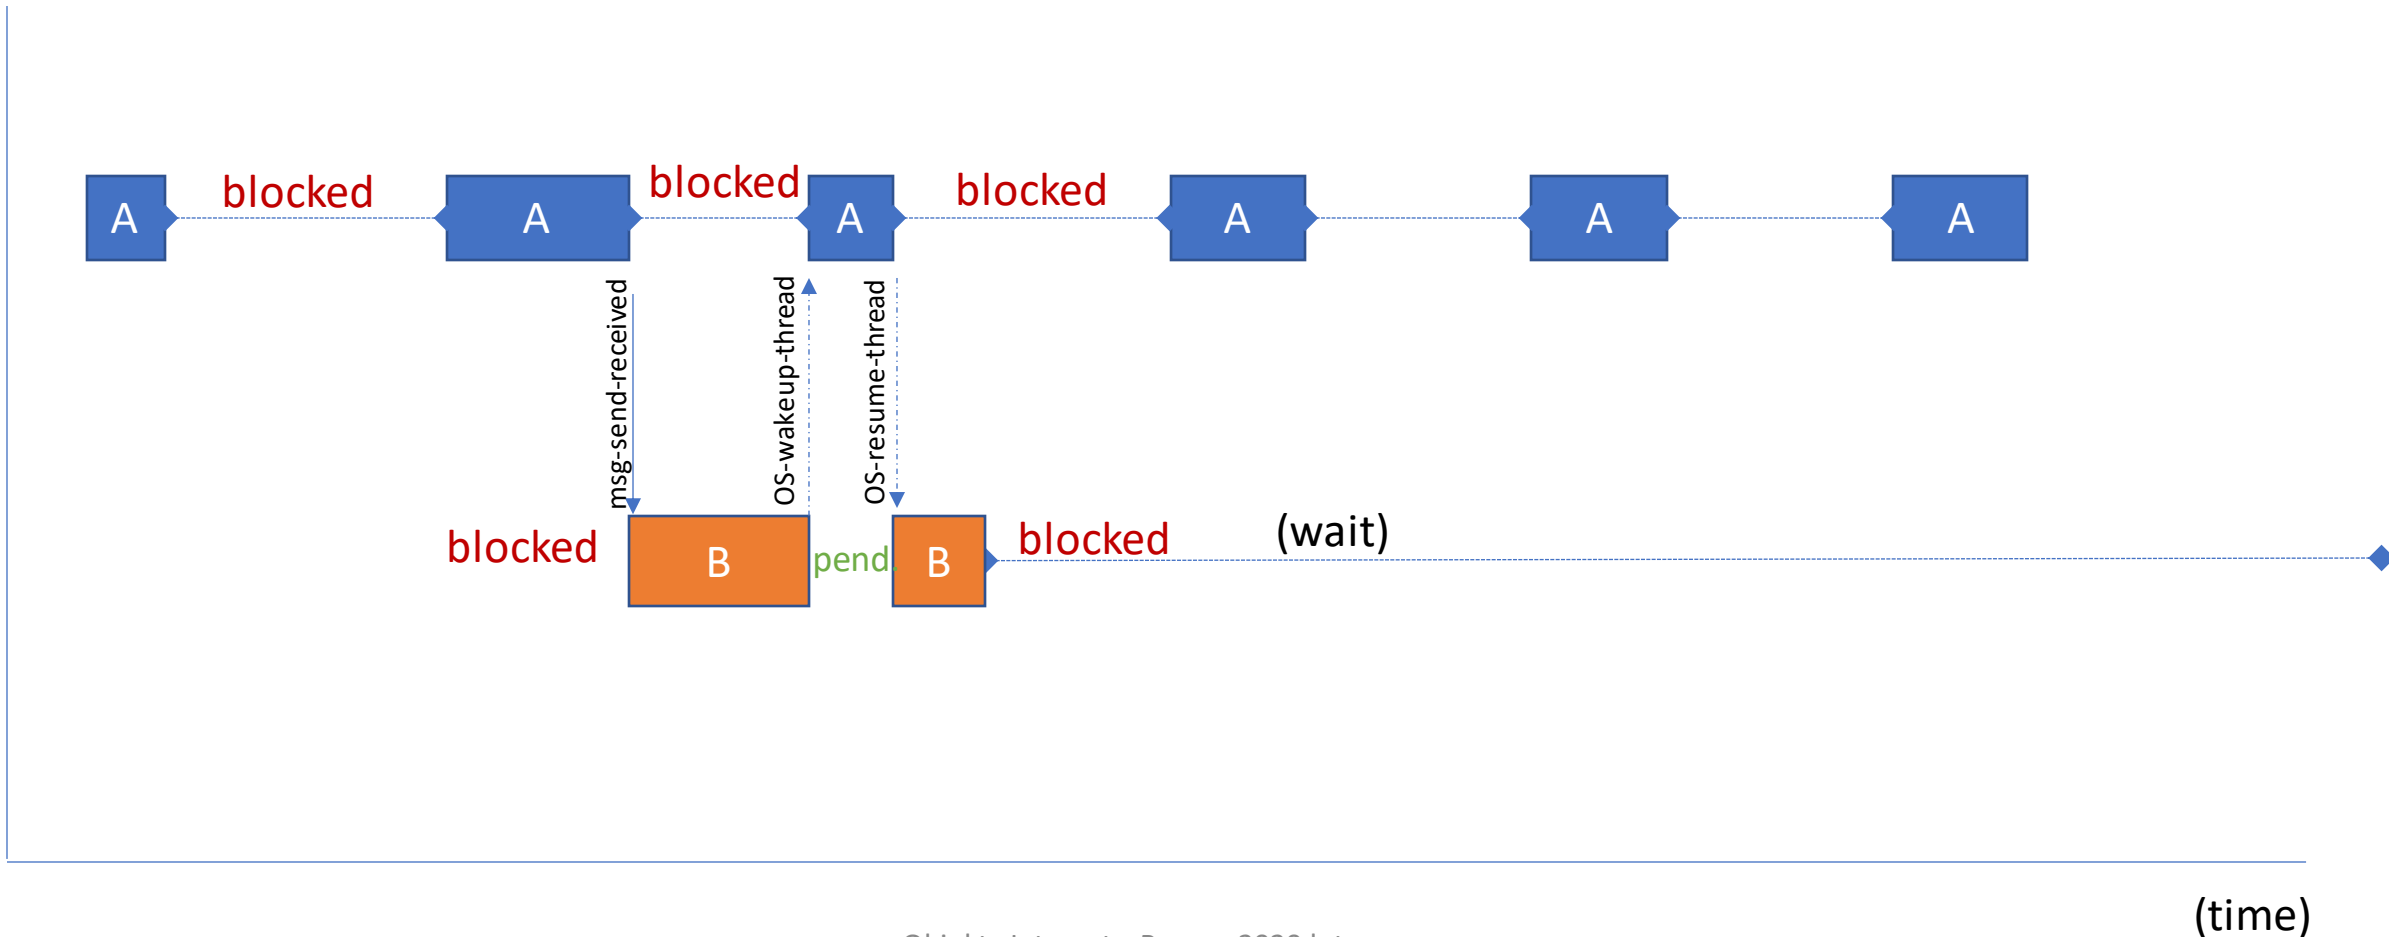 blocked
blocked
blocked
A
A
A
A
A
A
msg-send-received
OS-wakeup-thread
OS-resume-thread
blocked
B
pend.
B
blocked
(wait)
(time)